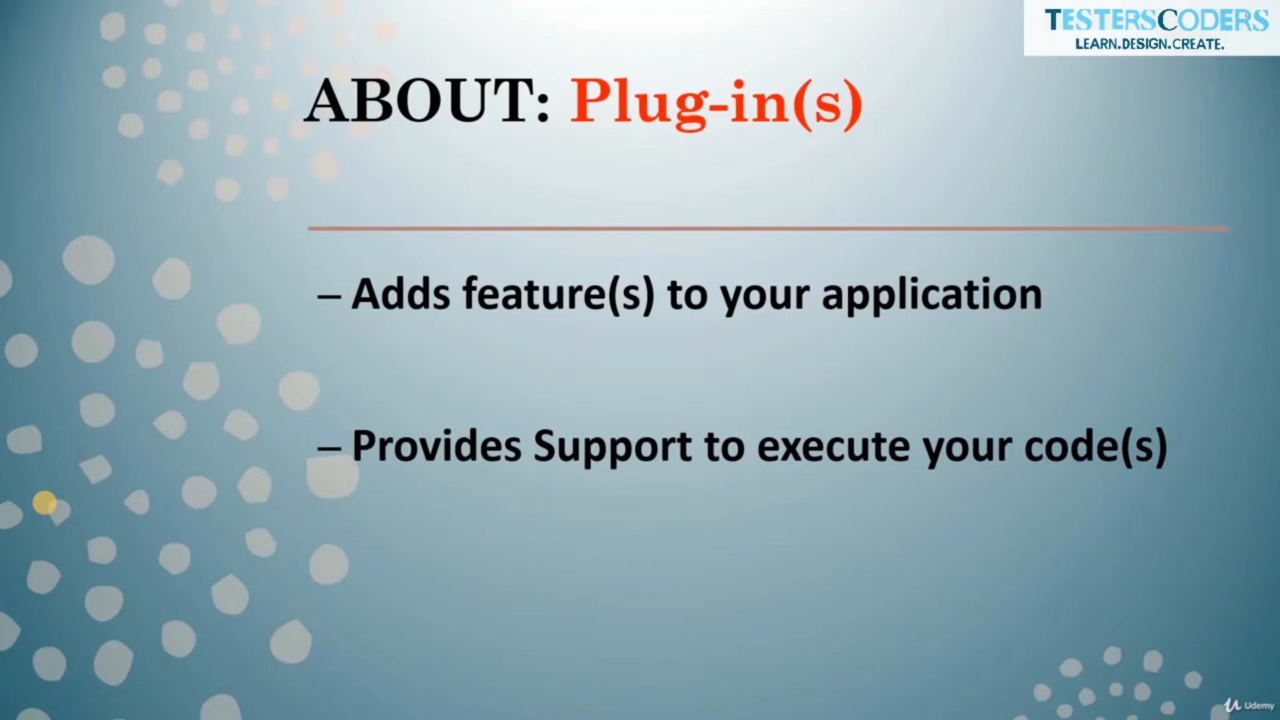 TESTERSCODERS
LEARN.DESIGN.CREATE.
ABOUT: Plug-in(s)
– Adds feature(s) to your application
– Provides Support to execute your code(s)
Udemy